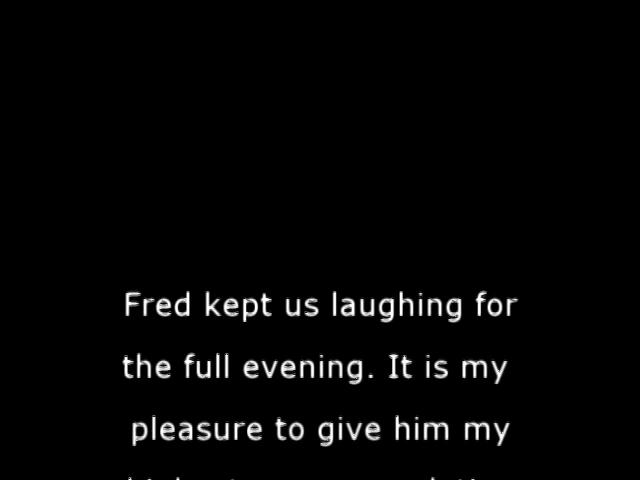 Fred kept us laughing for
the full evening. It is my
pleasure to give him my